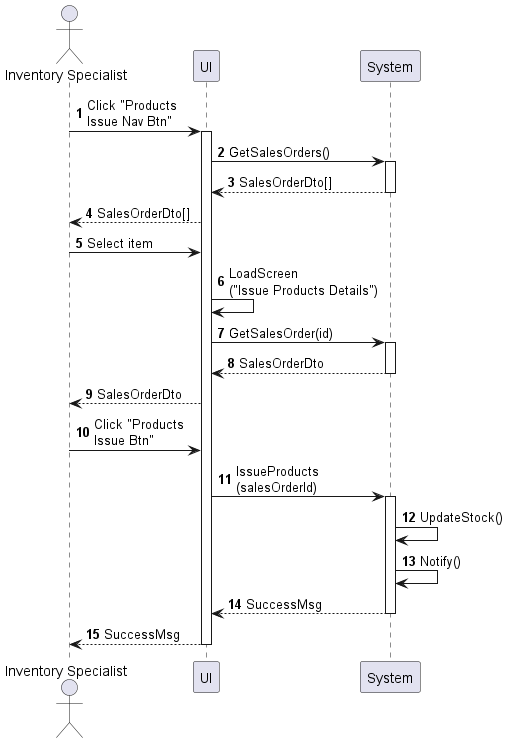 Inventory Specialist
UI
System
1 Click "Products
Issue Nav Btn"
2 GetSalesOrders()
3 SalesOrderDto[]
4 SalesOrderDto[]
5 Select item
6 LoadScreen
("Issue Products Details")
7 GetSalesOrder(id)
8 SalesOrderDto
9 SalesOrderDto
10 Click "Products
Issue Btn"
11 IssueProducts
(salesOrderId)
12 UpdateStock()
13 Notify()
14 SuccessMsg
15 SuccessMsg
Inventory Specialist
UI
System